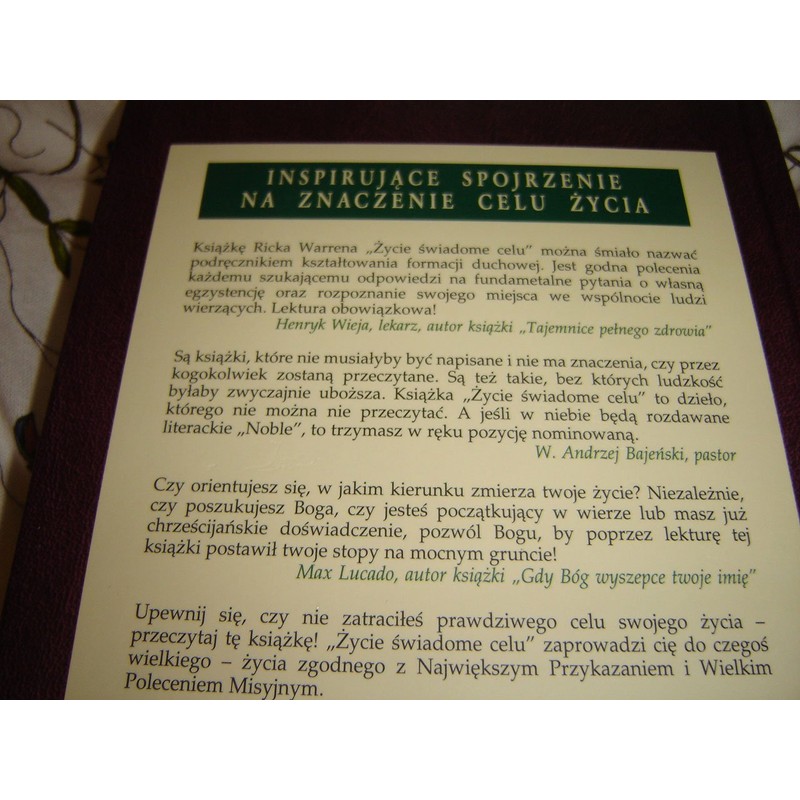 INSPIRUJĄCE SPOJRZENIE
NA ZNACZENIE CELU ŻYCIA
Książkę Ricka Warrena „Życie świadome celu” można śmiało nazwać
podręcznikiem kształtowania formacji duchowej. Jest godna polecenia
każdemu szukającemu odpowiedzi na fundametalne pytania o własną
egzystencję oraz rozpoznanie swojego miejsca we wspólnocie ludzi
wierzących. Lektura obowiązkowa!
Henryk Wieja, lekarz, autor książki „Tajemnice pełnego zdrowia”
Są książki, które nie musiałyby być napisane i nie ma znaczenia, czy przez
kogokolwiek zostaną przeczytane. Są też takie, bez których ludzkość
byłaby zwyczajnie uboższa. Książka „Życie świadome celu” to dzieło,
którego nie można nie przeczytać. A jeśli w niebie będą rozdawane
literackie „Noble”, to trzymasz w ręku pozycję nominowaną.
W. Andrzej Bajeński, pastor
Czy orientujesz się, w jakim kierunku zmierza twoje życie? Niezależnie,
czy poszukujesz Boga, czy jesteś początkujący w wierze lub masz już
chrześcijańskie doświadczenie, pozwól Bogu, by poprzez lekturę tej
książki postawił twoje stopy na mocnym gruncie!
Max Lucado, autor książki „Gdy Bóg wyszepce twoje imię”
Upewnij się, czy nie zatraciłeś prawdziwego celu swojego życia –
przeczytaj tę książkę! „Życie świadome celu” zaprowadzi cię do czegoś
wielkiego – życia zgodnego z Największym Przykazaniem i Wielkim
Poleceniem Misyjnym.